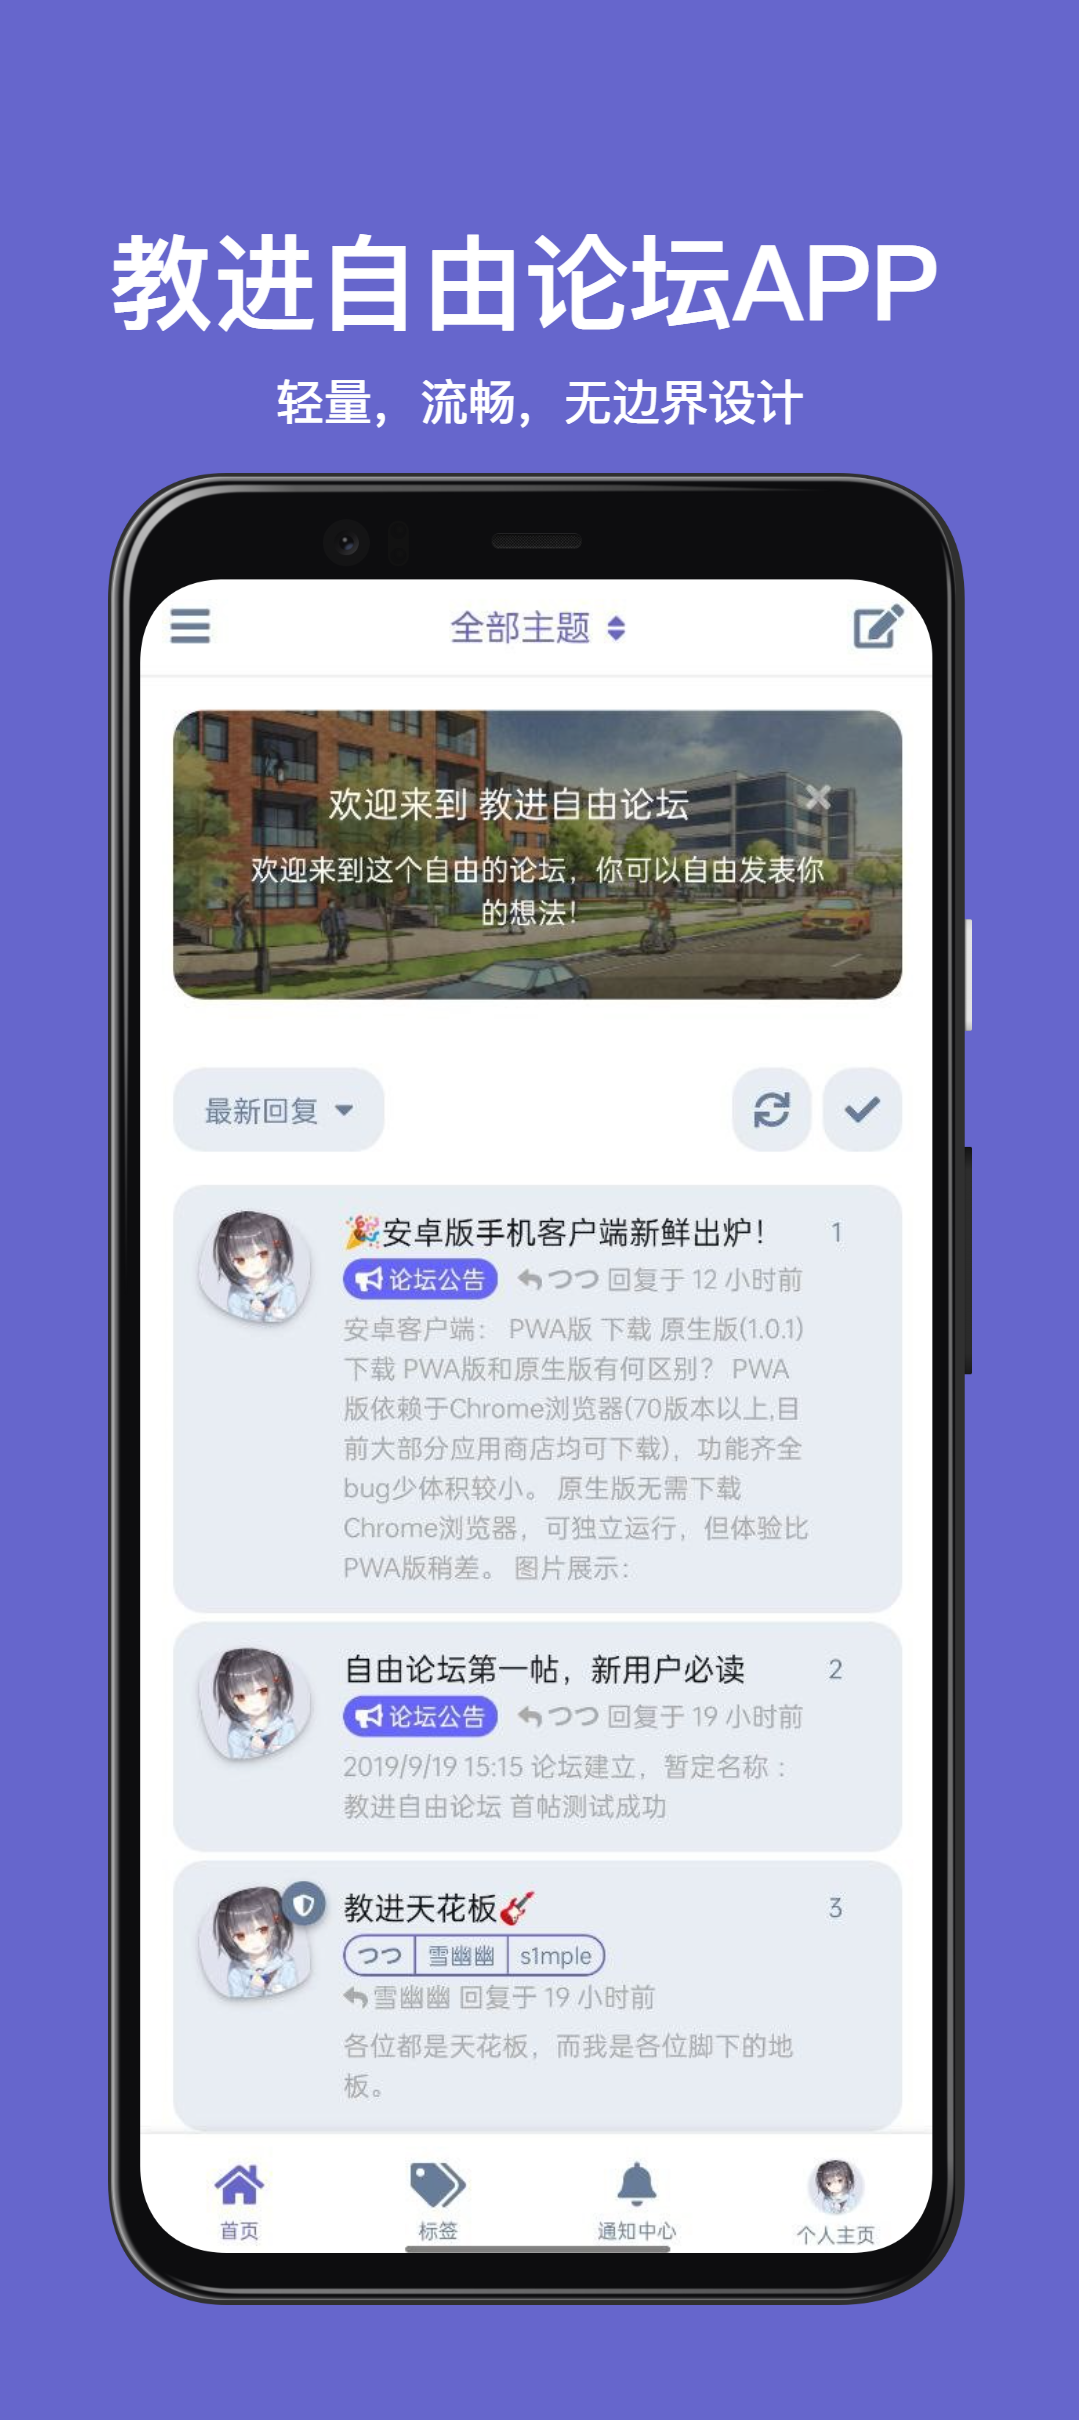 教进自由论坛APP
轻量，流畅，无边界设计
全部主题
欢迎来到 教进自由论坛
欢迎来到这个自由的论坛，你可以自由发表你
的想法！
最新回复
🎉安卓版手机客户端新鲜出炉！ 1
论坛公告 つつ 回复于 12 小时前
安卓客户端： PWA版 下载 原生版(1.0.1)
下载 PWA版和原生版有何区别？ PWA
版依赖于Chrome浏览器(70版本以上,目
前大部分应用商店均可下载)，功能齐全
bug少体积较小。 原生版无需下载
Chrome浏览器，可独立运行，但体验比
PWA版稍差。 图片展示：
自由论坛第一帖，新用户必读 2
论坛公告 つつ 回复于 19 小时前
2019/9/19 15:15 论坛建立，暂定名称：
教进自由论坛 首帖测试成功
教进天花板🎸 3
つつ 雪幽幽 s1mple
雪幽幽 回复于 19 小时前
各位都是天花板，而我是各位脚下的地
板。
首页 标签 通知中心 个人主页